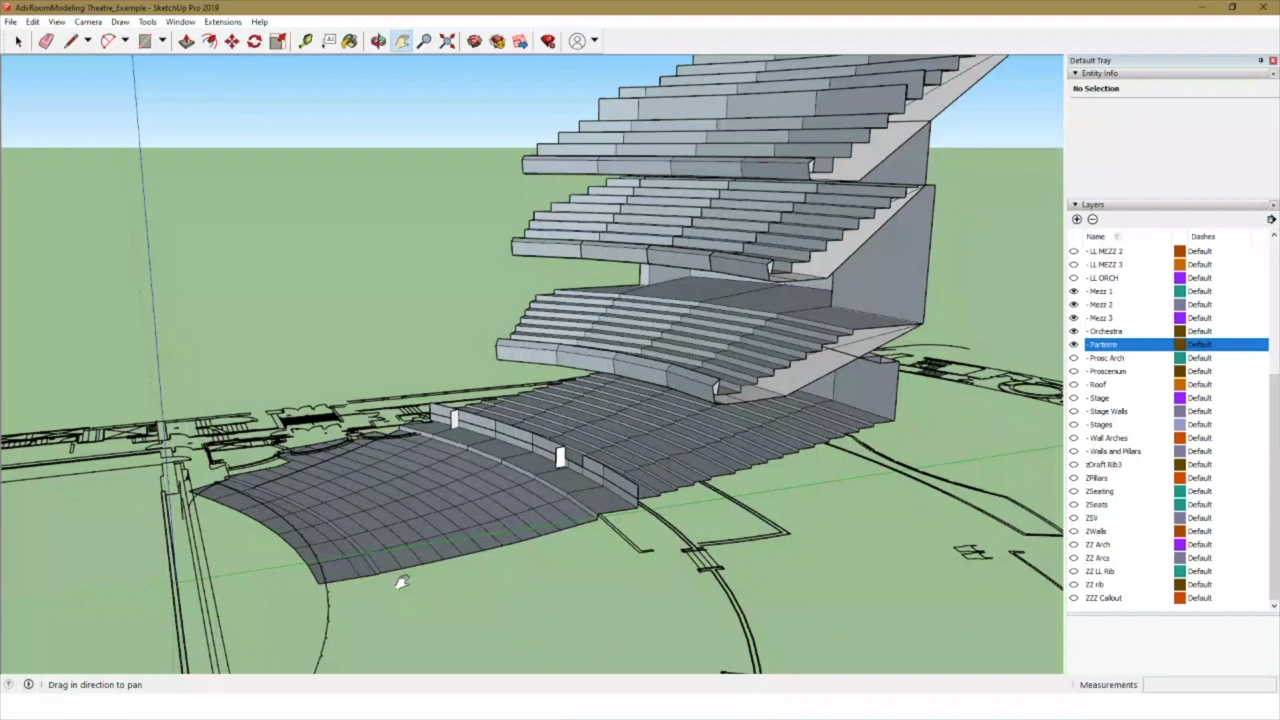 AdvRoomModeling Theatre_Example - SketchUp Pro 2019
File Edit View Camera Draw Tools Window Extensions Help
Default Tray
Entity Info
No Selection
Layers
Name Dashes
- LL MEZZ 2 Default
- LL MEZZ 3 Default
- LL ORCH Default
- Mezz 1 Default
- Mezz 2 Default
- Mezz 3 Default
- Orchestra Default
- Parterre Default
- Prosc Arch Default
- Proscenium Default
- Roof Default
- Stage Default
- Stage Walls Default
- Stages Default
- Wall Arches Default
- Walls and Pillars Default
zDraft Rib3 Default
ZPillars Default
ZSeating Default
ZSeats Default
ZSV Default
ZWalls Default
ZZ Arch Default
ZZ Arcs Default
ZZ LL Rib Default
ZZ rib Default
ZZZ Callout Default
Drag in direction to pan
Measurements